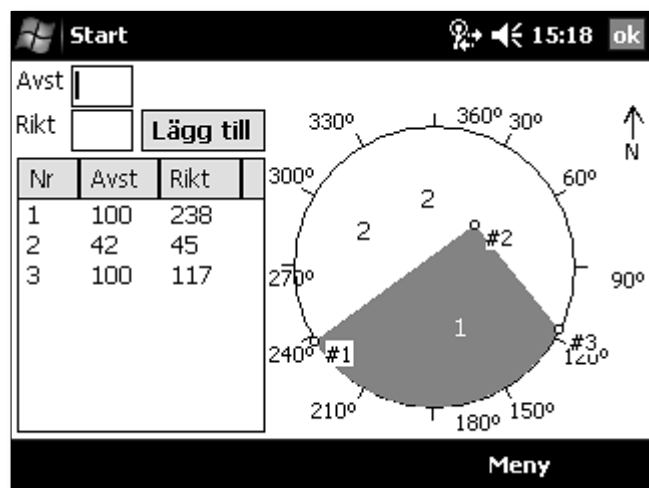 Start 15:18 ok
Avst
Rikt Lägg till
Nr Avst Rikt
1 100 238
2 42 45
3 100 117
360º 30º
330º
N
300º 60º
2
2 #2
270º 90º
1
240º #1 #3
120º
210º 150º
180º
Meny